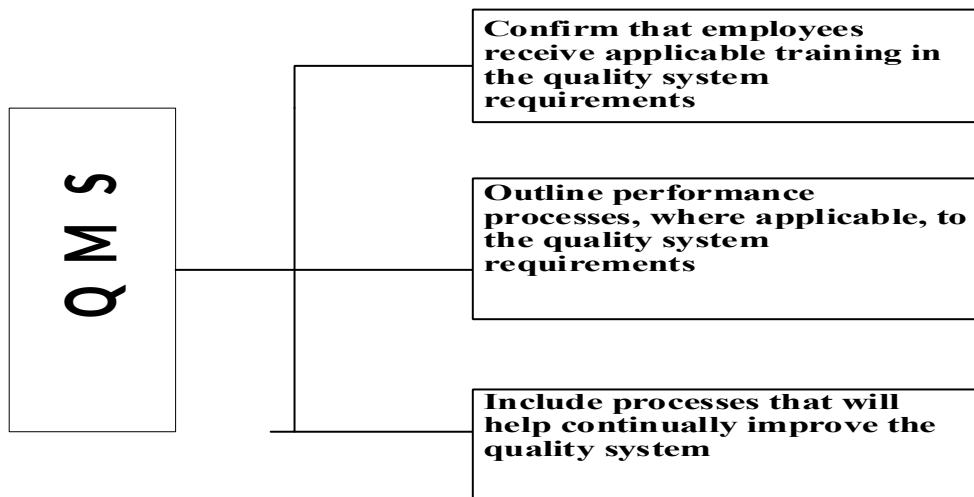 Q M S
Confirm that employees
receive applicable training in
the quality system
requirements
Outline performance
processes, where applicable, to
the quality system
requirements
Include processes that will
help continually improve the
quality system